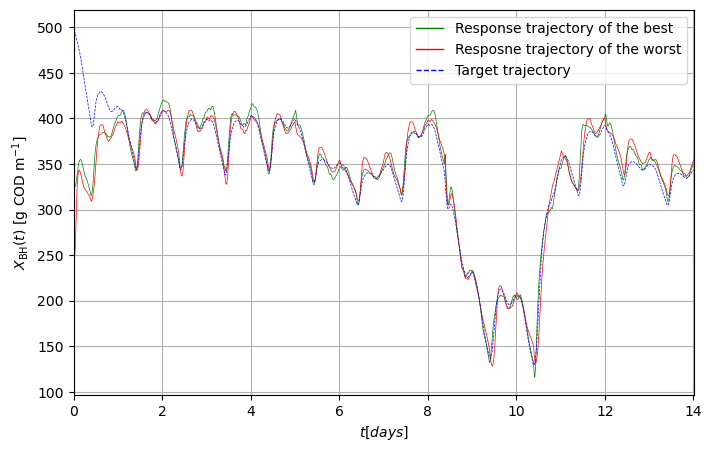 Response trajectory of the best
Resposne trajectory of the worst
Target trajectory
500
450
400
350
300
250
200
150
100
X_BH(t) [g COD m⁻¹]
0 2 4 6 8 10 12 14
t[days]